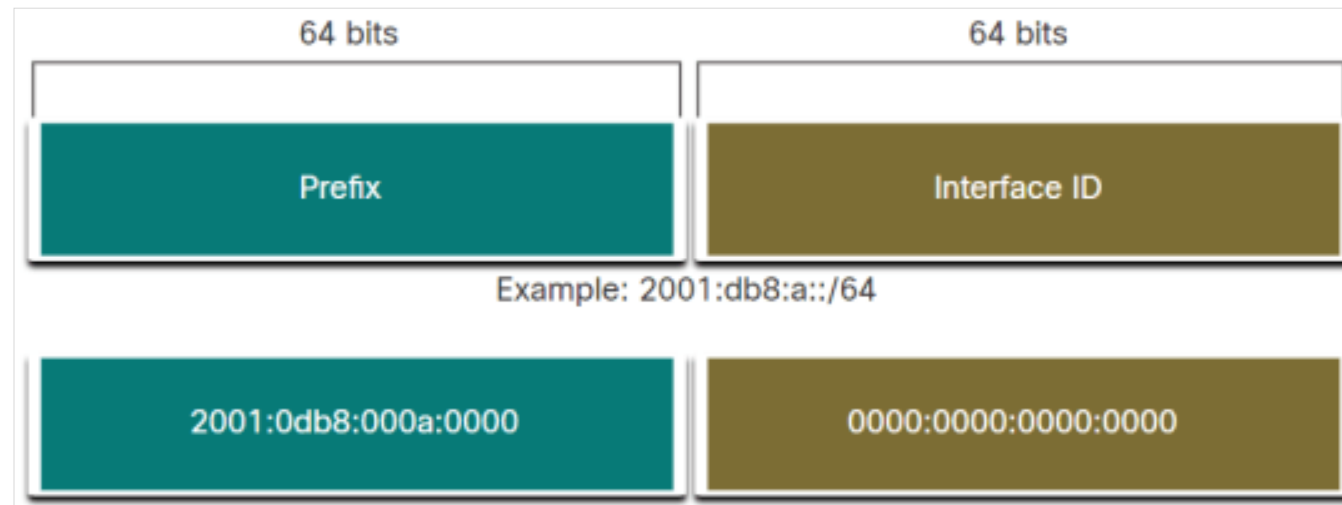 64 bits 64 bits
Prefix Interface ID
Example: 2001:db8:a::/64
2001:0db8:000a:0000 0000:0000:0000:0000